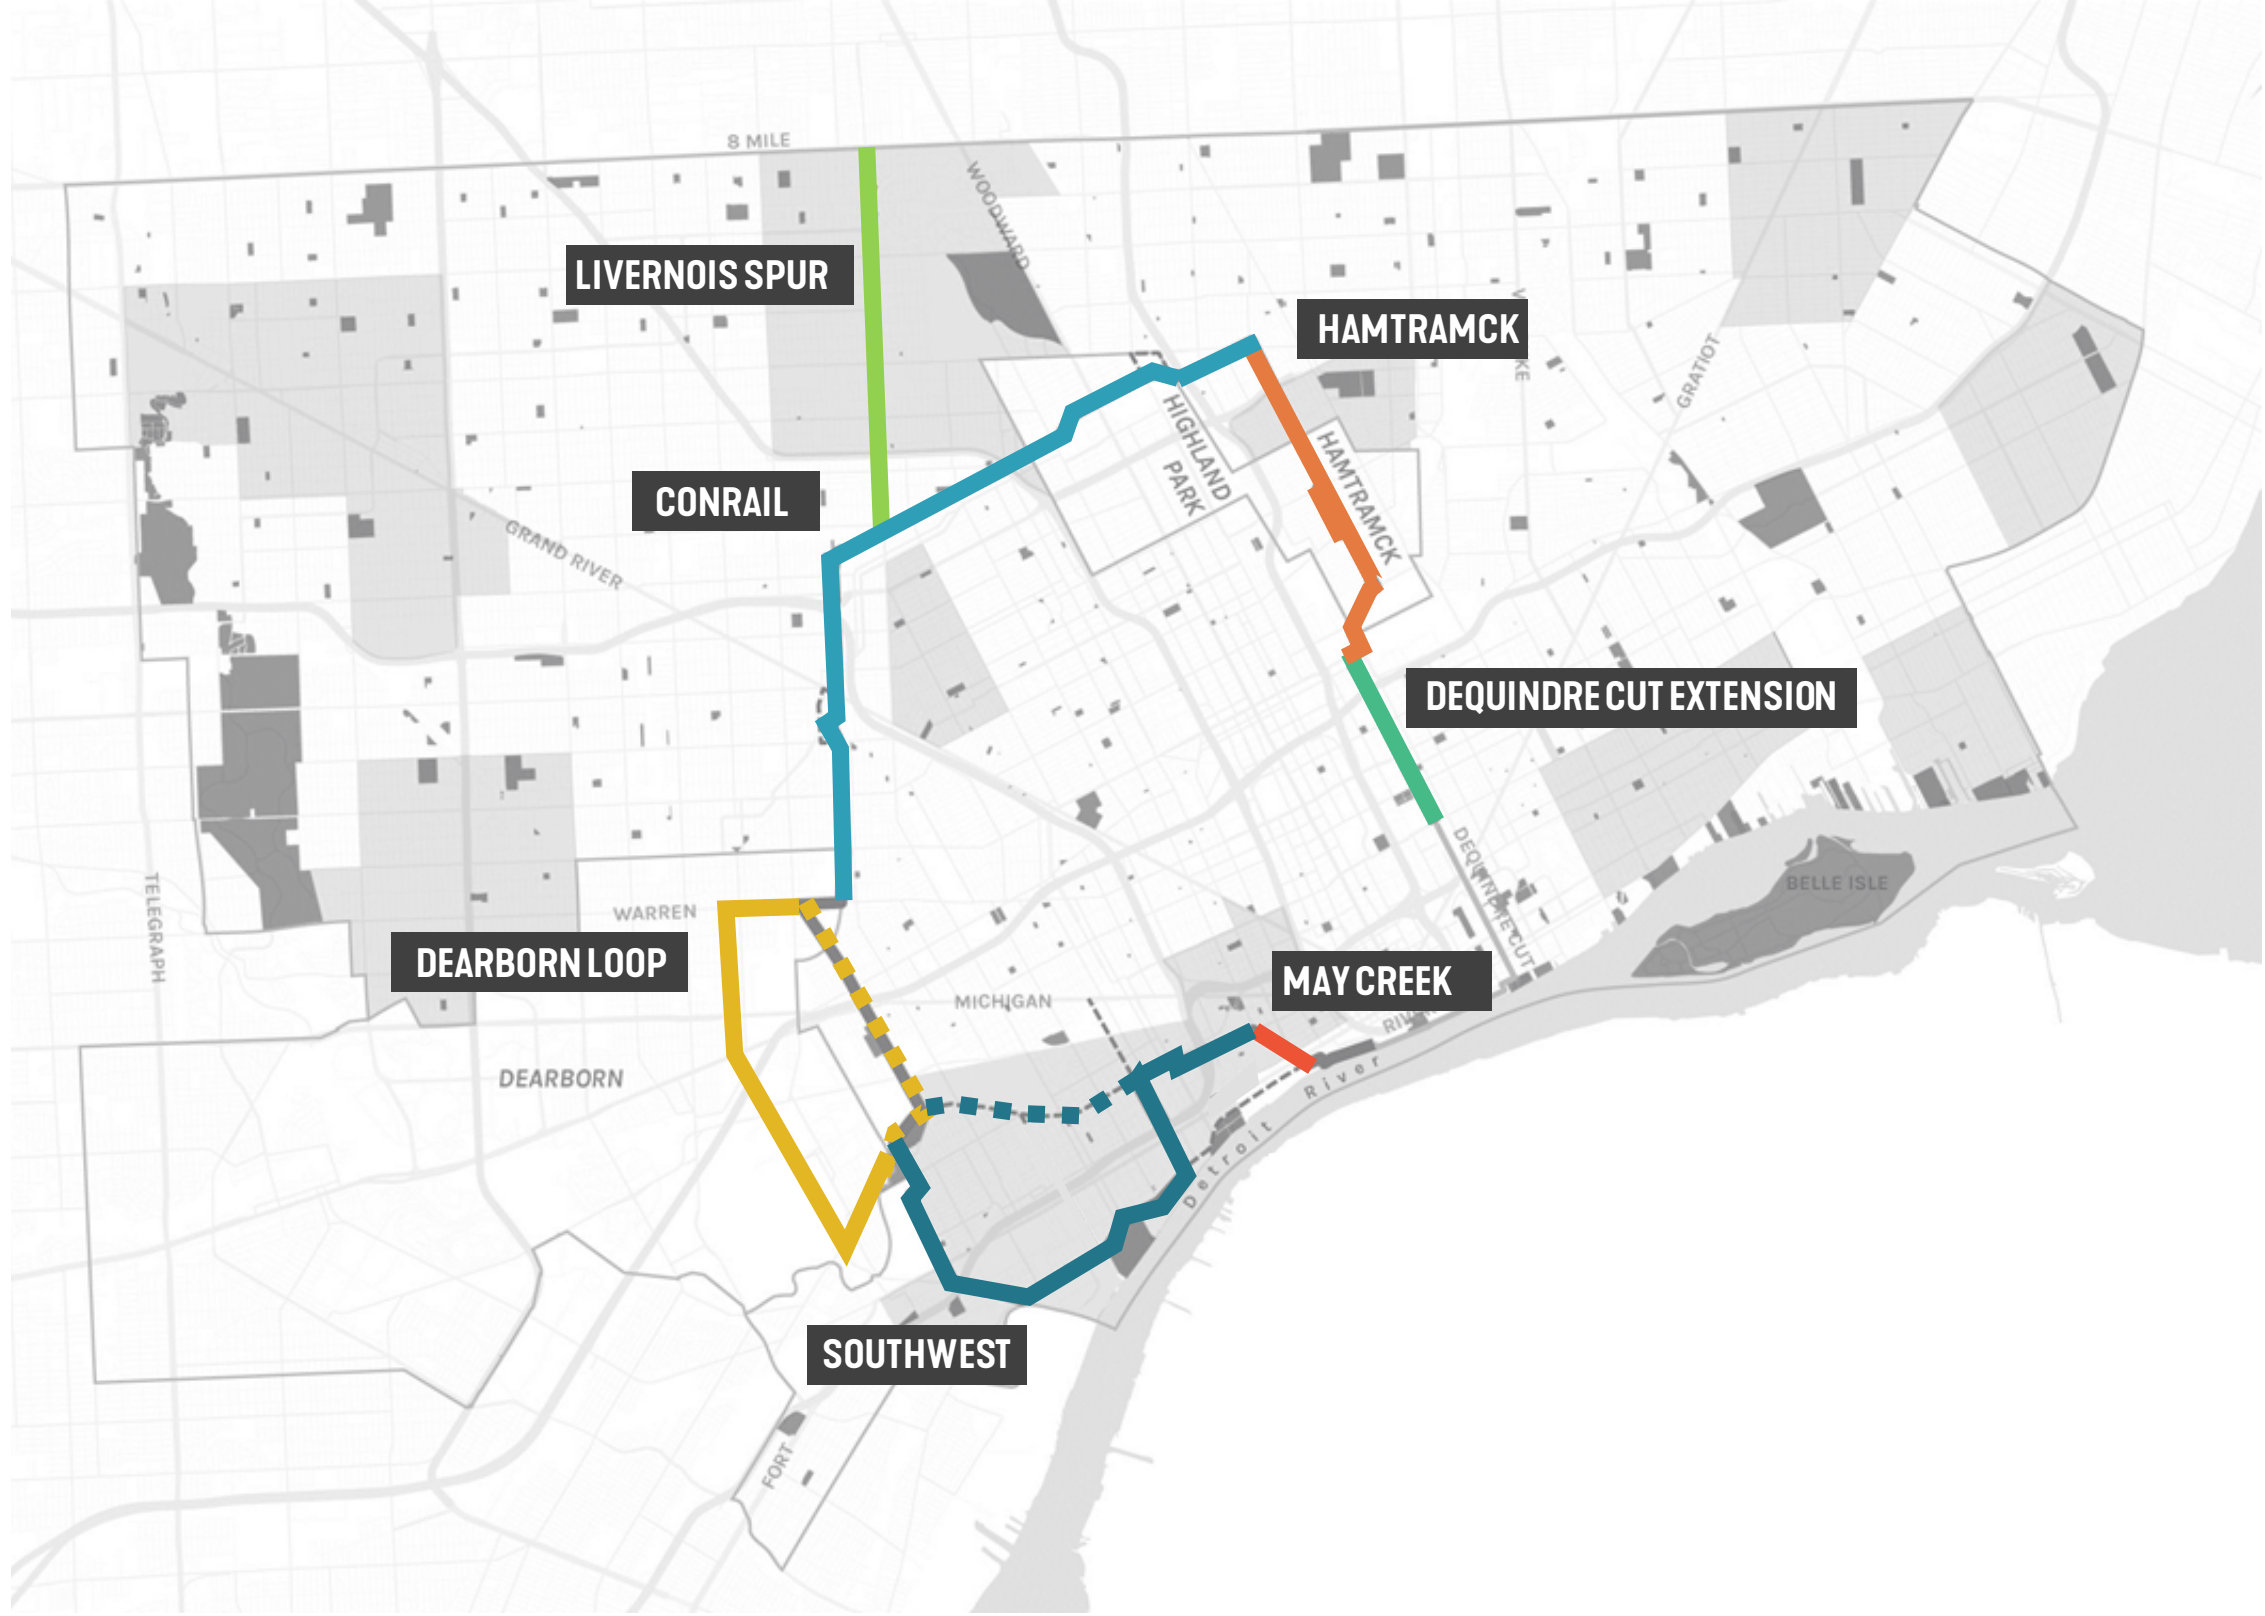 8 MILE
WOODWARD
LIVERNOIS SPUR
HAMTRAMCK
GRATIOT
HIGHLAND
PARK
HAMTRAMCK
CONRAIL
GRAND RIVER
DEQUINDRE CUT EXTENSION
DEQUINDRE CUT
BELLE ISLE
TELEGRAPH
WARREN
DEARBORN LOOP
MAY CREEK
MICHIGAN
DEARBORN
Detroit River
SOUTHWEST
FORT